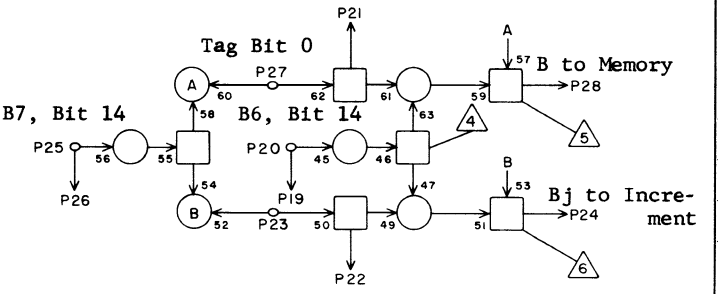 P21
Tag Bit 0
A
A
P27
57
B to Memory
60
62
61
59
P28
58
B7, Bit 14
B6, Bit 14
63
4
5
P25
56
55
P20
45
46
54
47
B
53
Bj to Incre-
ment
P26
P19
B
52
P23
50
49
51
P24
6
P22